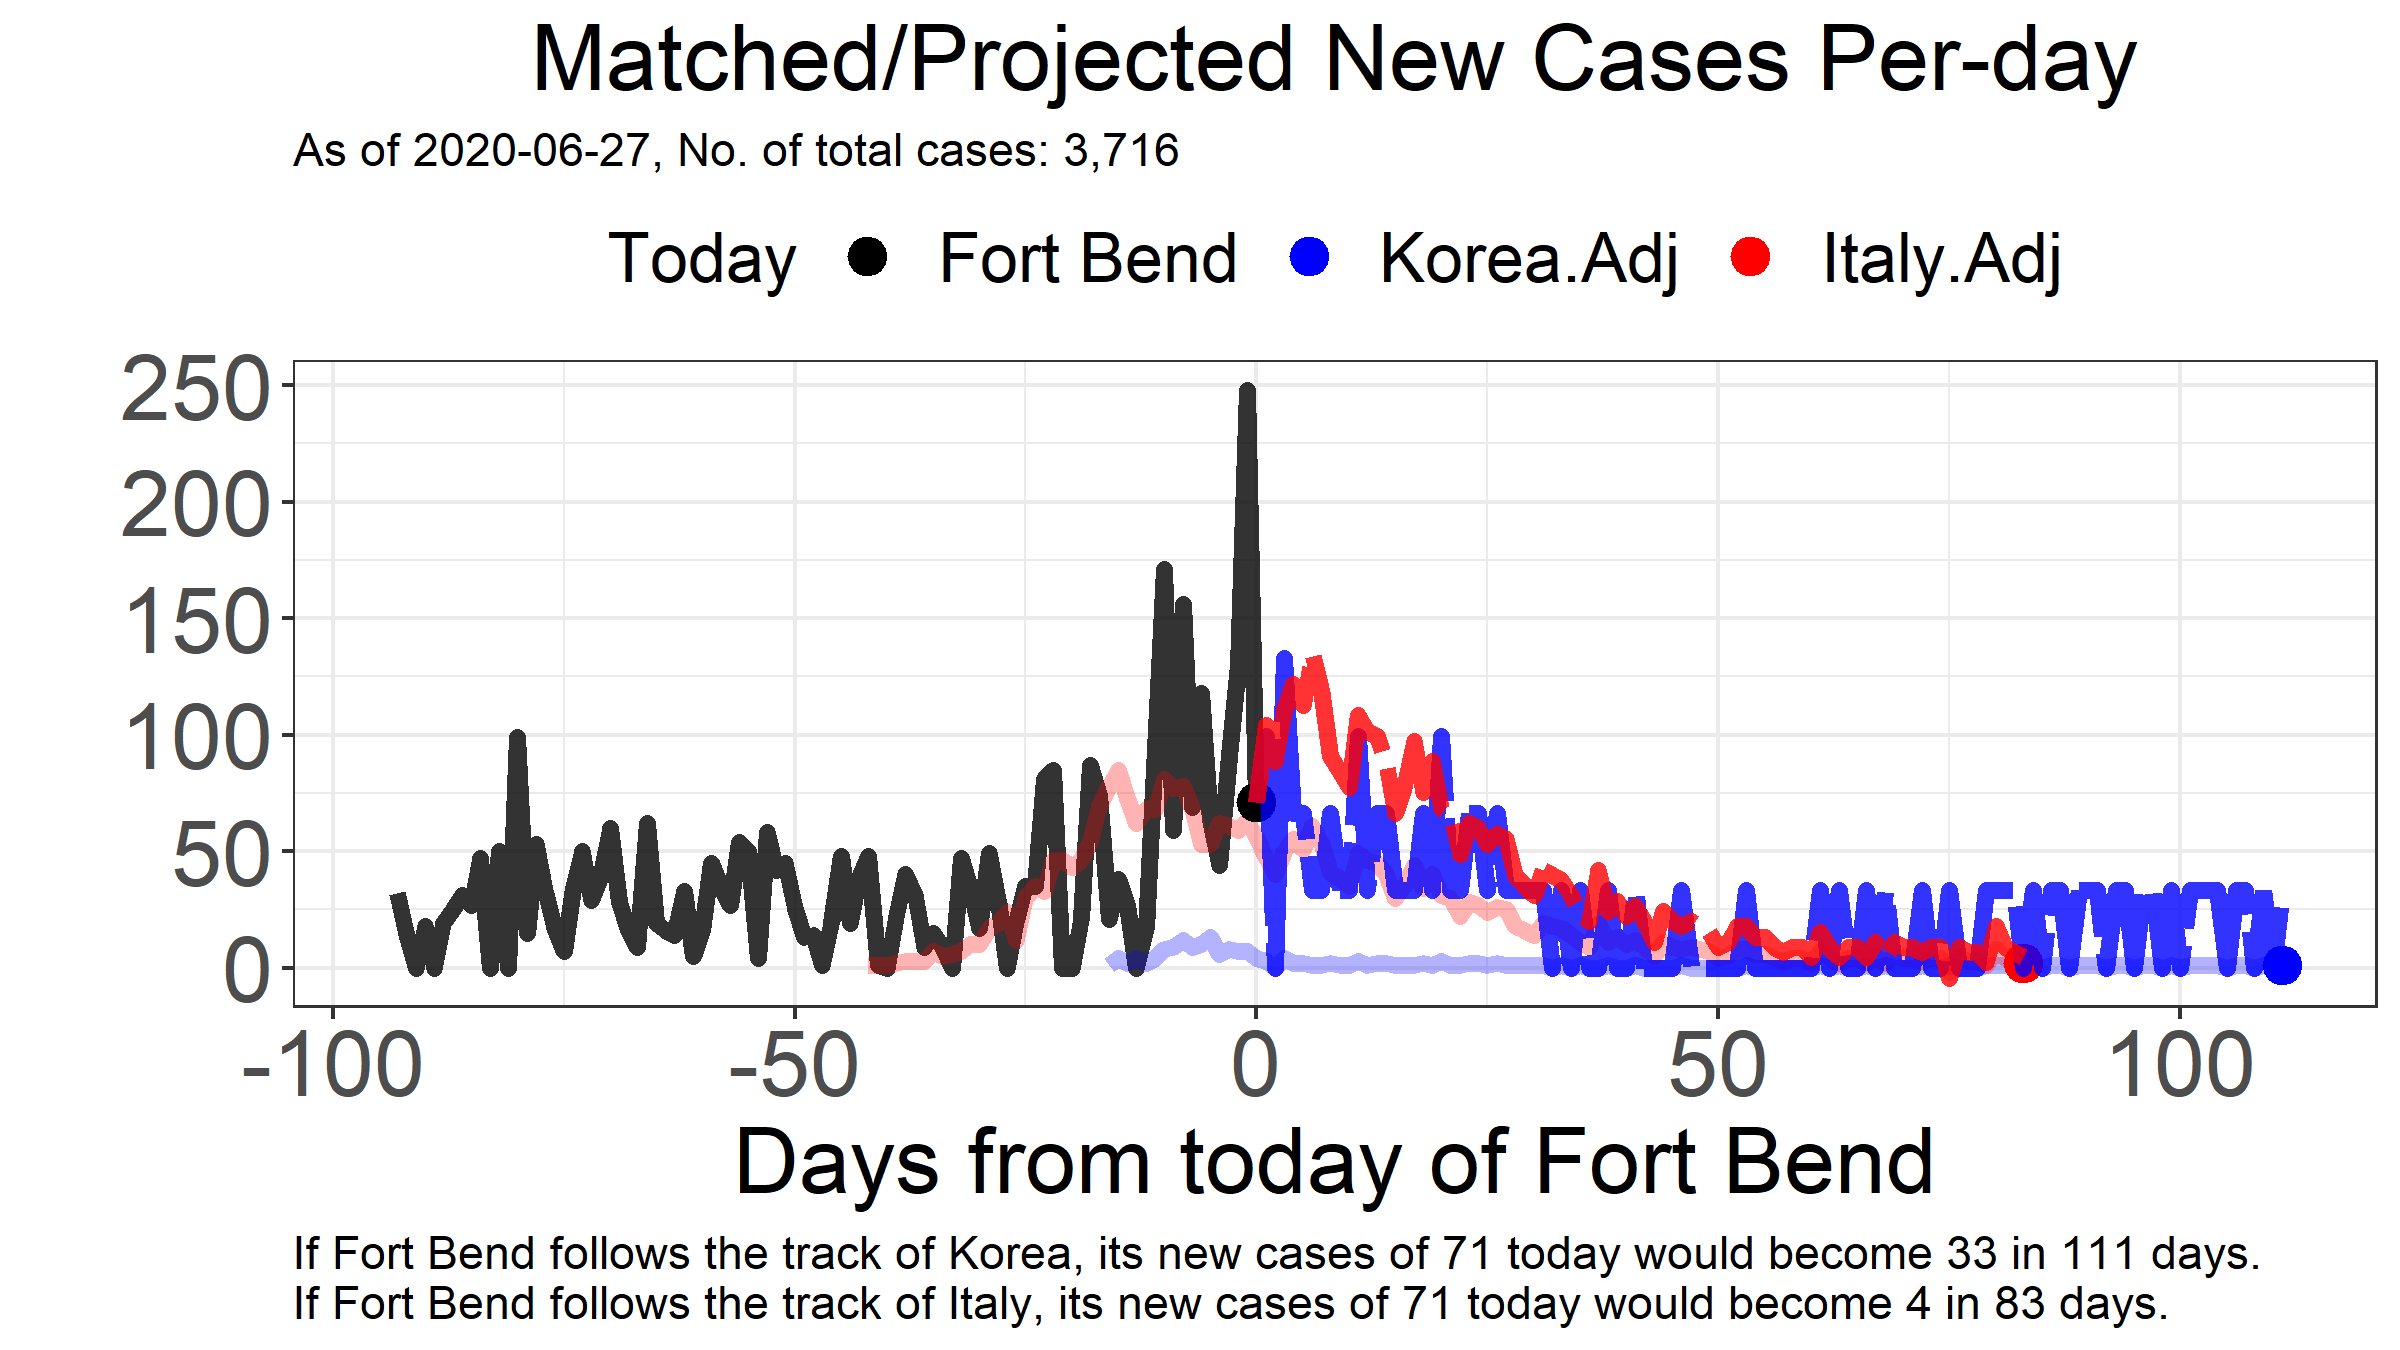 Matched/Projected New Cases Per-day
As of 2020-06-27, No. of total cases: 3,716
Today Fort Bend Korea.Adj Italy.Adj
250
200
150
100
50
0
-100 -50 0 50 100
Days from today of Fort Bend
If Fort Bend follows the track of Korea, its new cases of 71 today would become 33 in 111 days.
If Fort Bend follows the track of Italy, its new cases of 71 today would become 4 in 83 days.